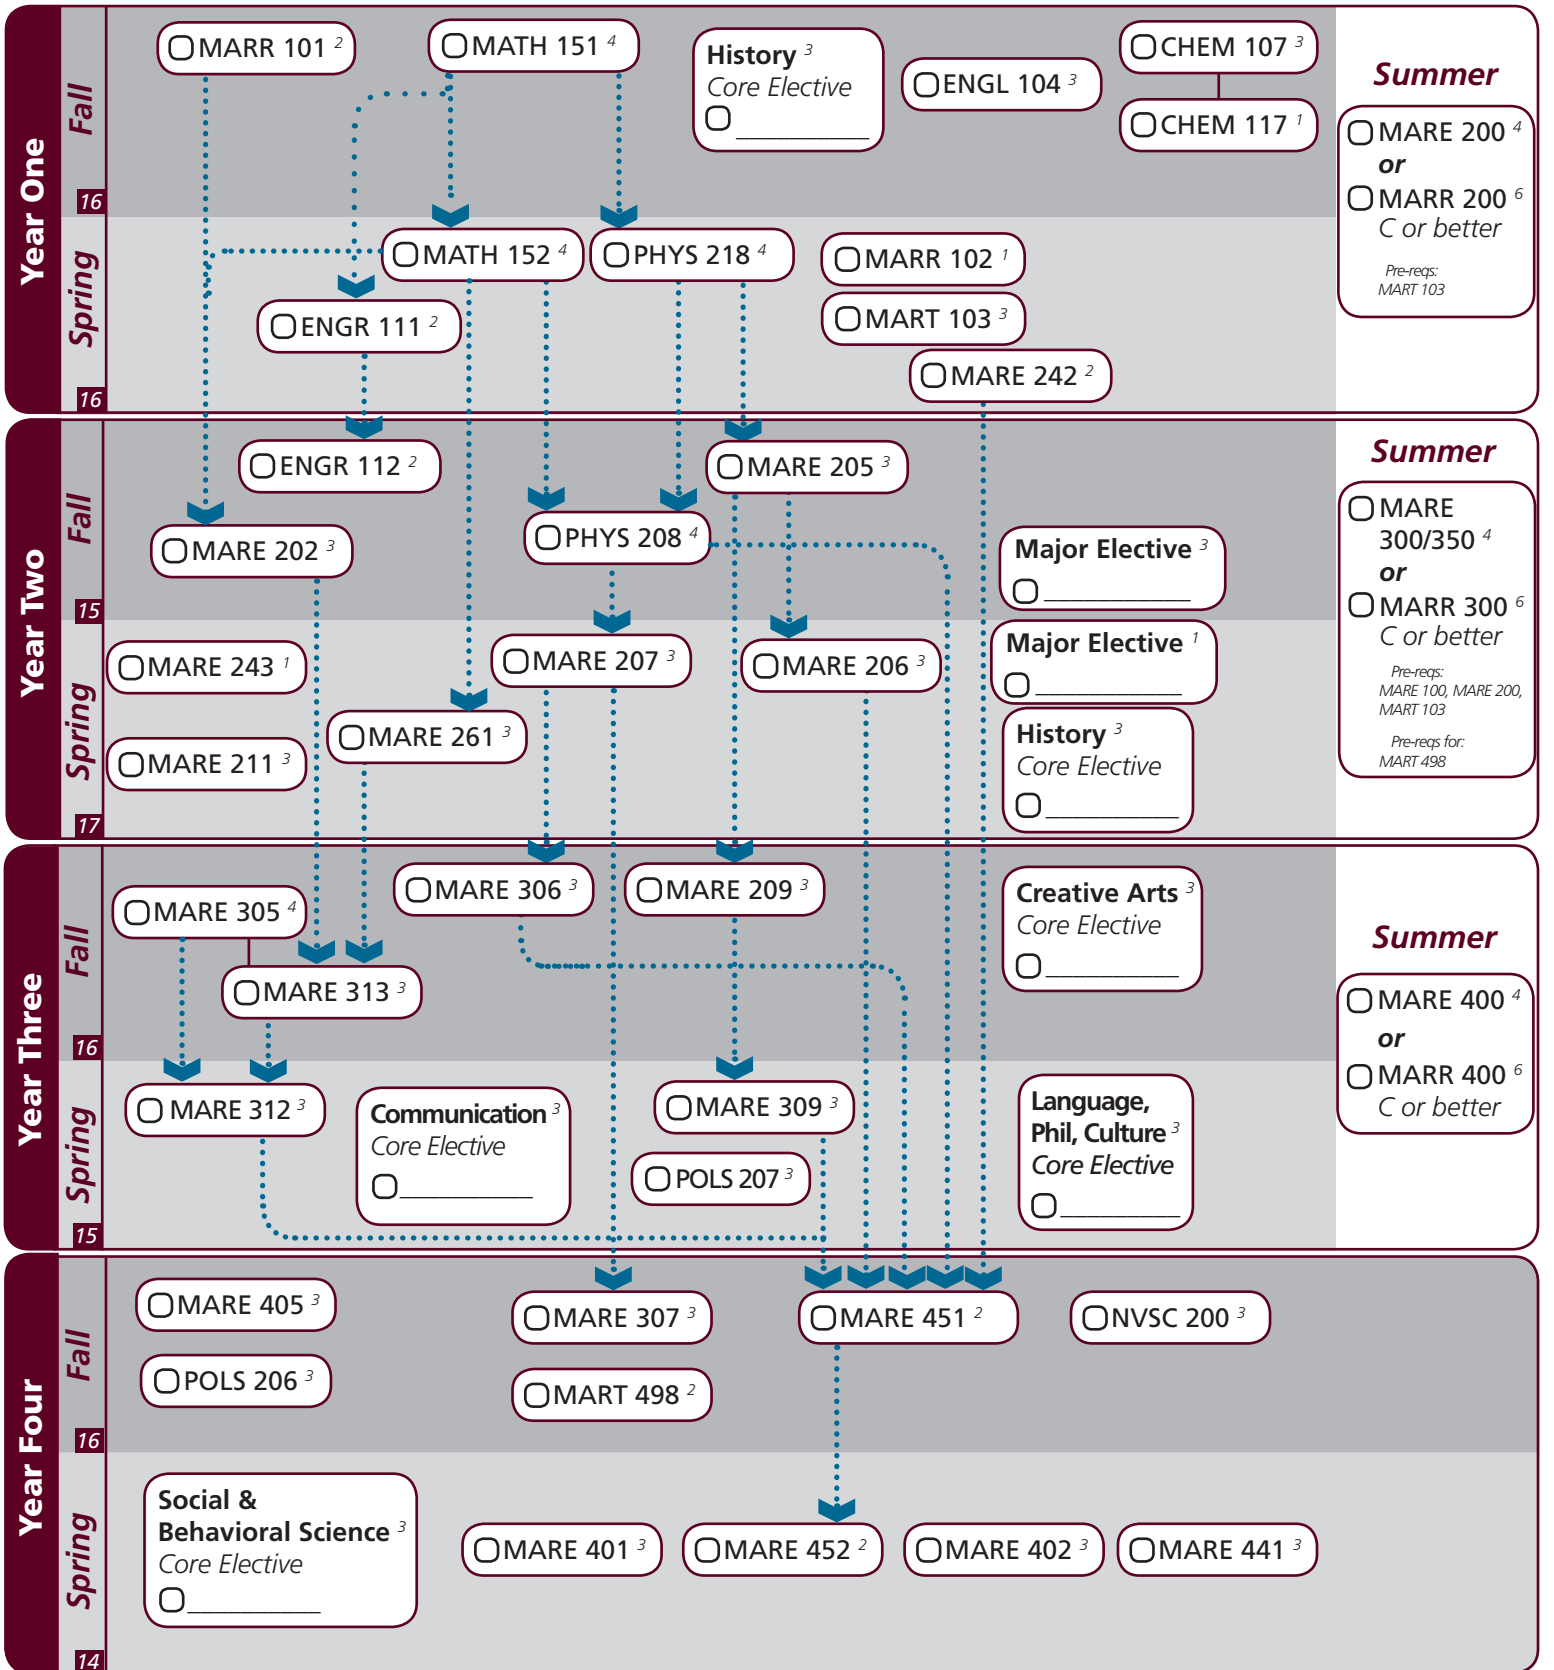 Year One
Fall
16
MARR 101 2
MATH 151 4
History 3
Core Elective
__________
ENGL 104 3
CHEM 107 3
CHEM 117 1
Spring
16
MATH 152 4
PHYS 218 4
MARR 102 1
ENGR 111 2
MART 103 3
MARE 242 2
Summer
MARE 200 4
or
MARR 200 6
C or better
Pre-reqs:
MART 103
Year Two
Fall
15
ENGR 112 2
MARE 205 3
MARE 202 3
PHYS 208 4
Major Elective 3
___________
Spring
17
MARE 243 1
MARE 207 3
MARE 206 3
Major Elective 1
___________
MARE 261 3
MARE 211 3
History 3
Core Elective
__________
Summer
MARE
300/350 4
or
MARR 300 6
C or better
Pre-reqs:
MARE 100, MARE 200,
MART 103
Pre-reqs for:
MART 498
Year Three
Fall
16
MARE 305 4
MARE 306 3
MARE 209 3
Creative Arts 3
Core Elective
__________
MARE 313 3
Spring
15
MARE 312 3
Communication 3
Core Elective
__________
MARE 309 3
POLS 207 3
Language,
Phil, Culture 3
Core Elective
_________
Summer
MARE 400 4
or
MARR 400 6
C or better
Year Four
Fall
16
MARE 405 3
MARE 307 3
MARE 451 2
NVSC 200 3
POLS 206 3
MART 498 2
Spring
14
Social &
Behavioral Science 3
Core Elective
__________
MARE 401 3
MARE 452 2
MARE 402 3
MARE 441 3